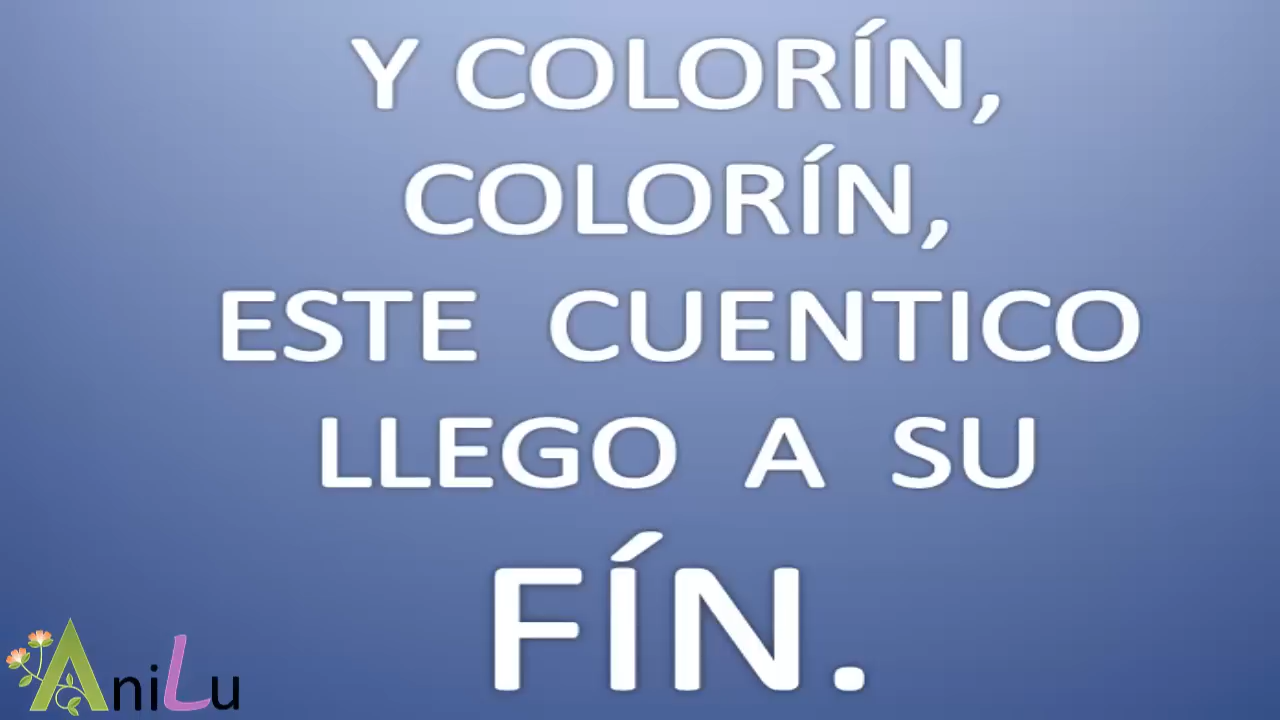 Y COLORÍN,
COLORÍN,
ESTE CUENTICO
LLEGO A SU
FÍN.
AniLu